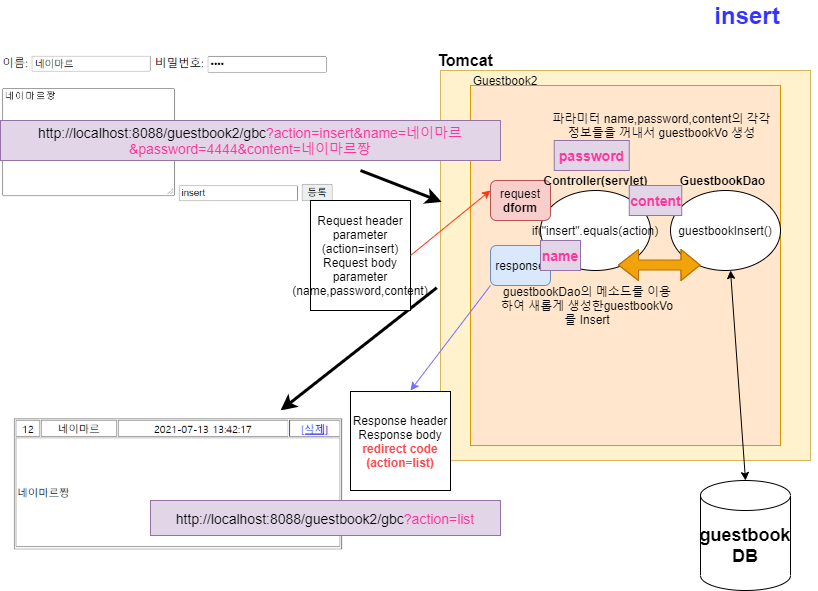 insert
이름: 네이마르 비밀번호: ••••
네이마르짱
http://localhost:8088/guestbook2/gbc?action=insert&name=네이마르
&password=4444&content=네이마르짱
insert 등록
Tomcat
Guestbook2
파라미터 name,password,content의 각각
정보들을 꺼내서 guestbookVo 생성
password
Controller(servlet)
GuestbookDao
request
dform
content
if("insert".equals(action)
guestbookInsert()
name
response
guestbookDao의 메소드를 이용
하여 새롭게 생성한guestbookVo
를 Insert
Request header
parameter
(action=insert)
Request body
parameter
(name,password,content)
Response header
Response body
redirect code
(action=list)
12 네이마르 2021-07-13 13:42:17 [삭제]
네이마르짱
http://localhost:8088/guestbook2/gbc?action=list
guestbook
DB